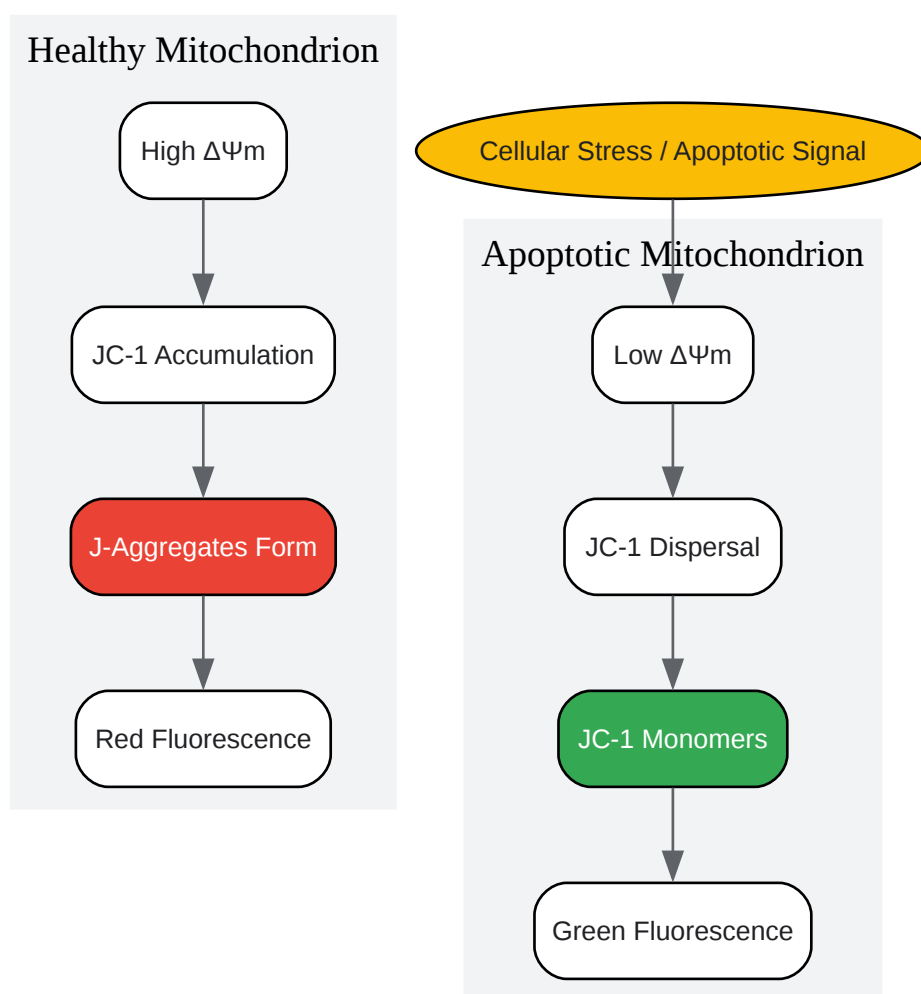 Healthy Mitochondrion
High ΔΨm
JC-1 Accumulation
J-Aggregates Form
Red Fluorescence
Cellular Stress / Apoptotic Signal
Apoptotic Mitochondrion
Low ΔΨm
JC-1 Dispersal
JC-1 Monomers
Green Fluorescence